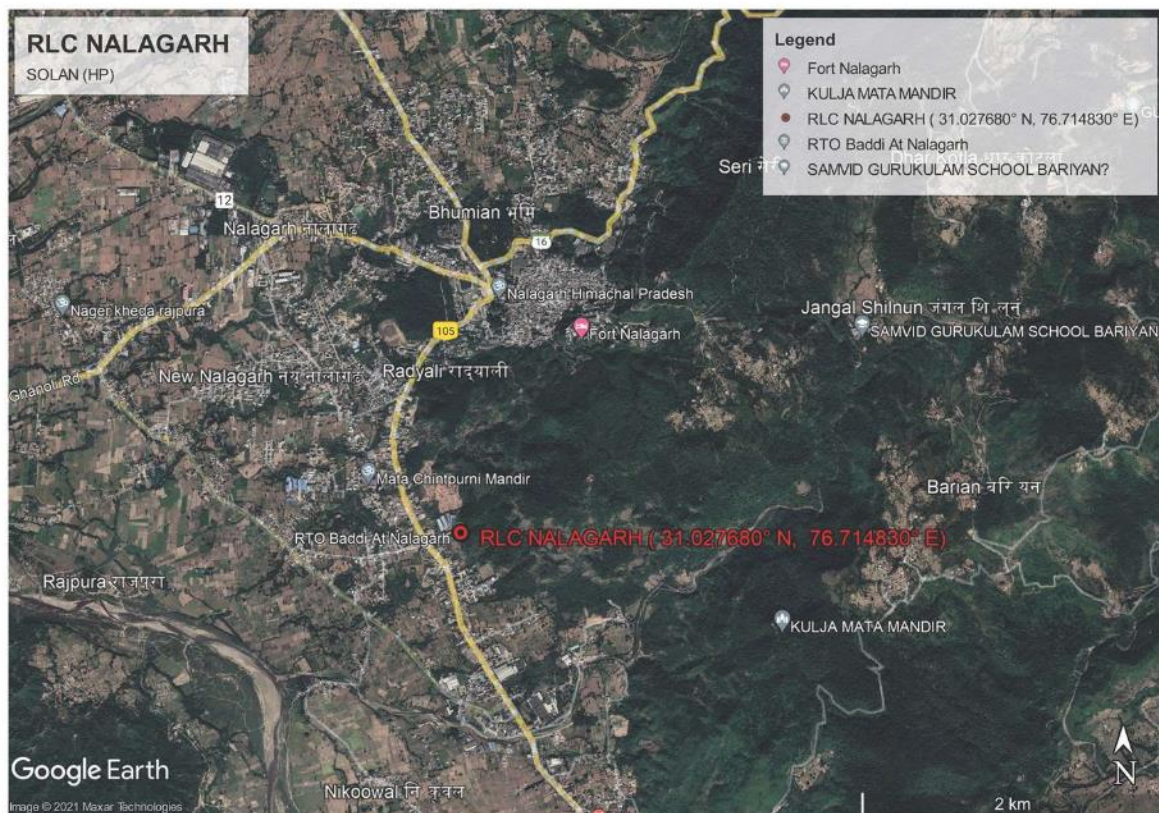 RLC NALAGARH
SOLAN (HP)
Legend
Fort Nalagarh
KULJA MATA MANDIR
RLC NALAGARH ( 31.027680° N, 76.714830° E)
RTO Baddi At Nalagarh
SAMVID GURUKULAM SCHOOL BARIYAN?
Seri
Dhar Kotla धार कोटला
12
Nalagarh नालागढ़
Bhumian भूमि
16
Nager kheda rajpura
Nalagarh Himachal Pradesh
Jangal Shilnun जंगल शि लून्
SAMVID GURUKULAM SCHOOL BARIYAN
105
Fort Nalagarh
Ghanoli Rd
New Nalagarh न्यू नालागढ़
Radyali राद्याली
Mata Chintpurni Mandir
Barian बरि यन
RTO Baddi At Nalagarh
RLC NALAGARH ( 31.027680° N, 76.714830° E)
Rajpura राजपुरा
KULJA MATA MANDIR
Google Earth
Nikoowal नि कूवल
N
Image © 2021 Maxar Technologies
2 km